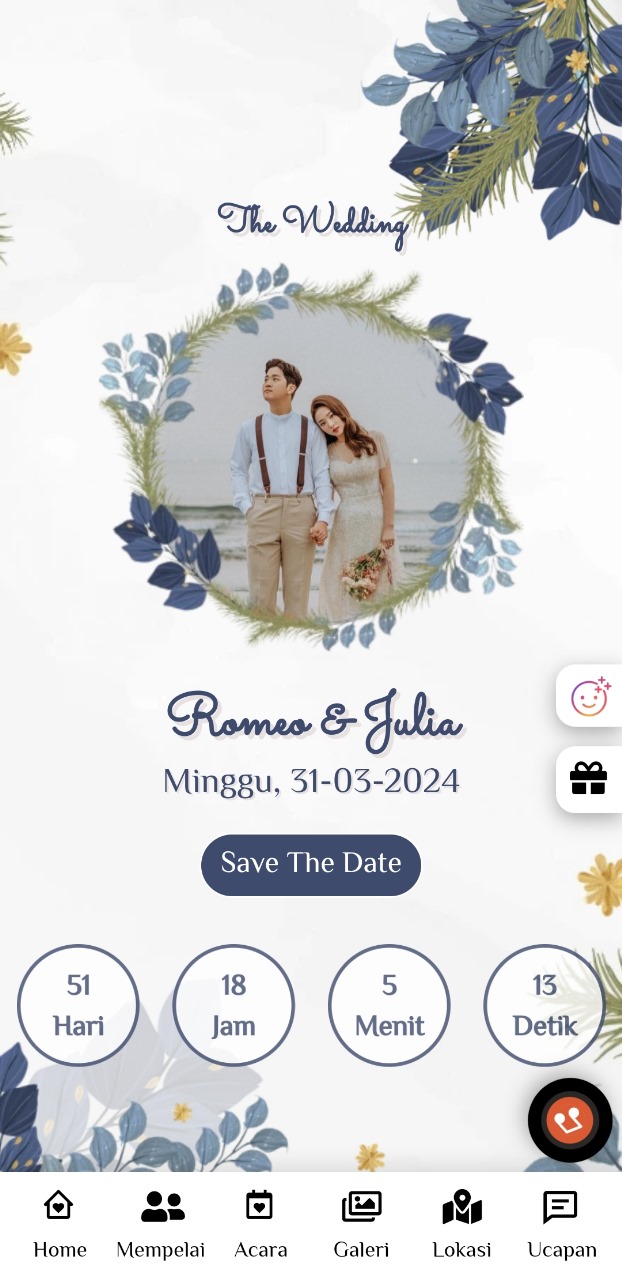 The Wedding
Romeo & Julia
Minggu, 31-03-2024
Save The Date
51 18 5 13
Hari Jam Menit Detik
Home Mempelai Acara Galeri Lokasi Ucapan